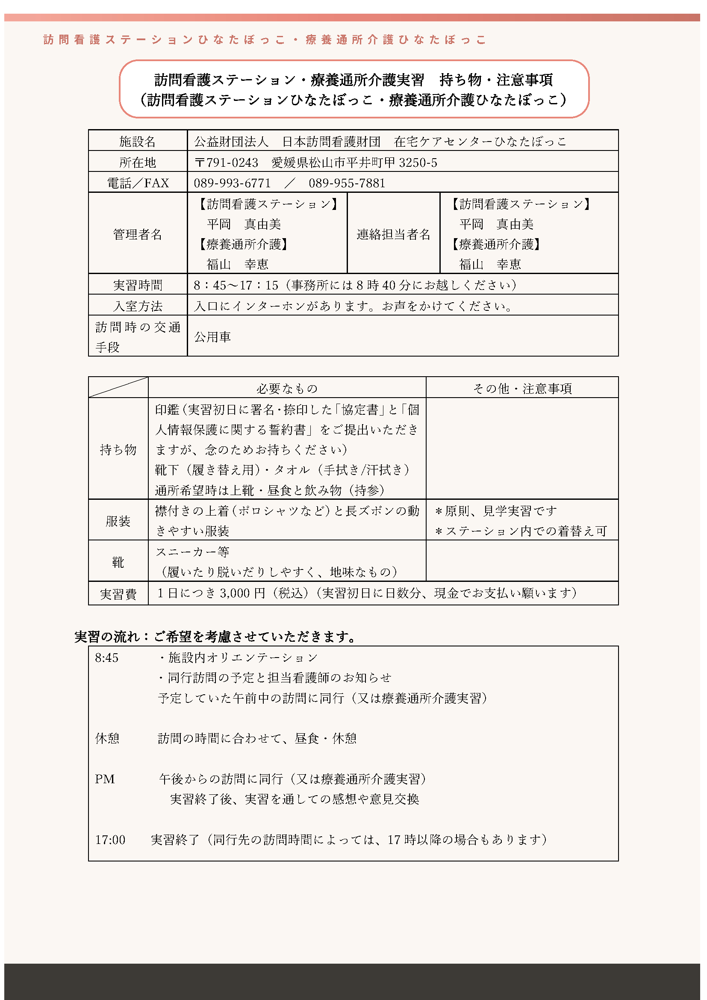 訪問看護ステーションひなたぼっこ・療養通所介護ひなたぼっこ
訪問看護ステーション・療養通所介護実習　持ち物・注意事項
（訪問看護ステーションひなたぼっこ・療養通所介護ひなたぼっこ）
施設名　公益財団法人　日本訪問看護財団　在宅ケアセンターひなたぼっこ
所在地　〒791-0243　愛媛県松山市平井町甲 3250-5
電話／FAX　089-993-6771　／　089-955-7881
管理者名
【訪問看護ステーション】
平岡　真由美
【療養通所介護】
福山　幸恵
連絡担当者名
【訪問看護ステーション】
平岡　真由美
【療養通所介護】
福山　幸恵
実習時間　8：45～17：15（事務所には 8 時 40 分にお越しください）
入室方法　入口にインターホンがあります。お声をかけてください。
訪問時の交通
手段
公用車
必要なもの　その他・注意事項
持ち物
印鑑（実習初日に署名・捺印した「協定書」と「個
人情報保護に関する誓約書」をご提出いただき
ますが、念のためお持ちください）
靴下（履き替え用）・タオル（手拭き/汗拭き）
通所希望時は上靴・昼食と飲み物（持参）
服装
襟付きの上着（ポロシャツなど）と長ズボンの動
きやすい服装
＊原則、見学実習です
＊ステーション内での着替え可
靴
スニーカー等
（履いたり脱いだりしやすく、地味なもの）
実習費　1 日につき 3,000 円（税込）（実習初日に日数分、現金でお支払い願います）
実習の流れ：ご希望を考慮させていただきます。
8:45　・施設内オリエンテーション
・同行訪問の予定と担当看護師のお知らせ
予定していた午前中の訪問に同行（又は療養通所介護実習）
休憩　訪問の時間に合わせて、昼食・休憩
PM　午後からの訪問に同行（又は療養通所介護実習）
実習終了後、実習を通しての感想や意見交換
17:00　実習終了（同行先の訪問時間によっては、17 時以降の場合もあります）